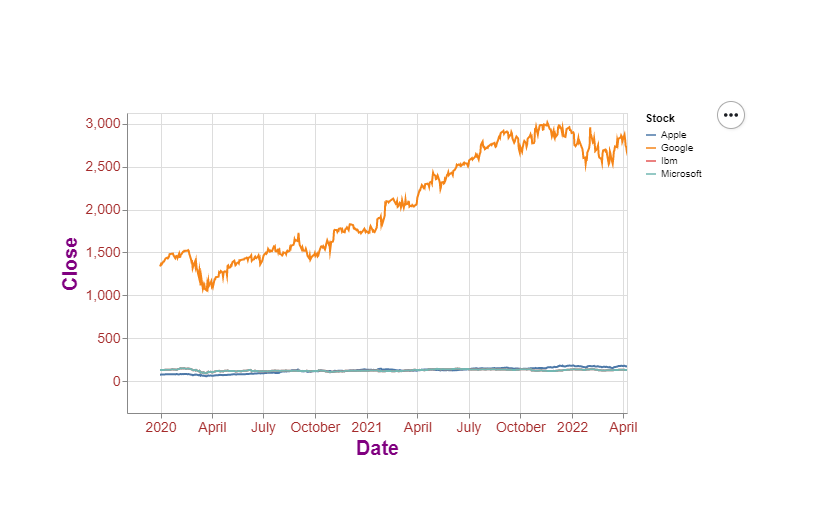 Stock
Apple
Google
Ibm
Microsoft
3,000
2,500
2,000
1,500
1,000
500
0
Close
2020 April July October 2021 April July October 2022 April
Date